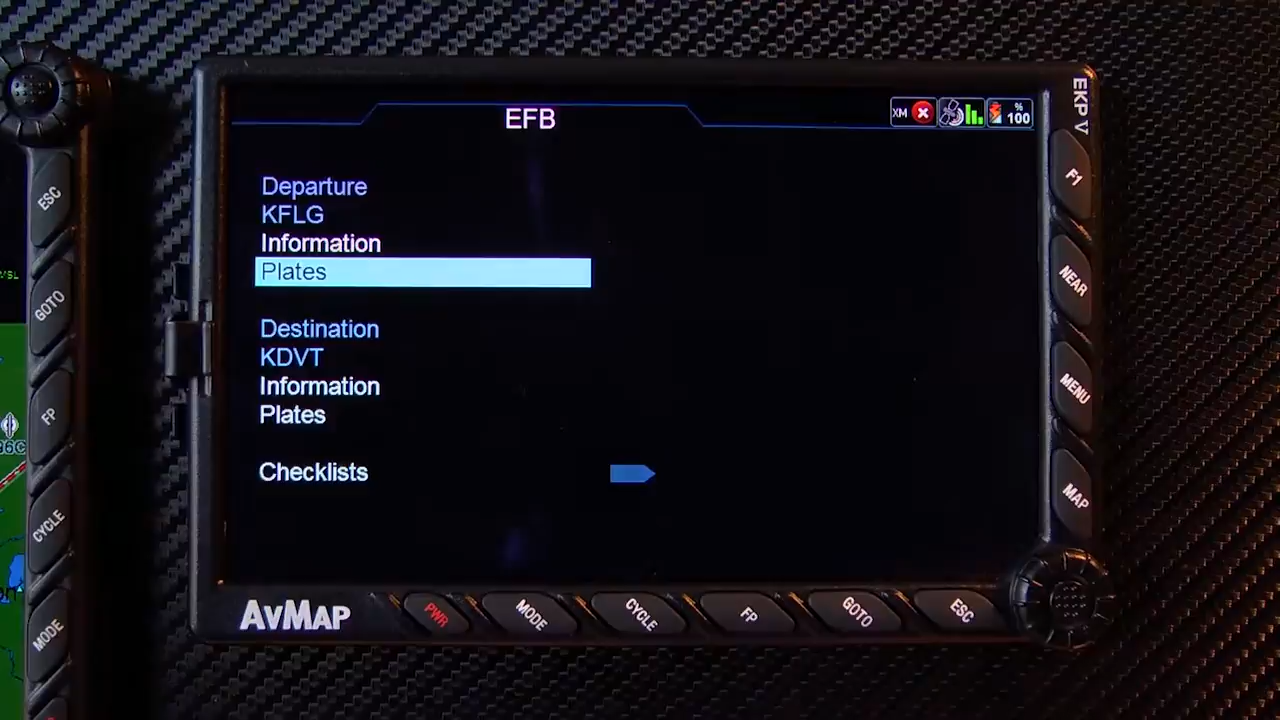 EFB
XM
% 100
Departure
KFLG
Information
Plates
Destination
KDVT
Information
Plates
Checklists
EKP V
F1
NEAR
MENU
MAP
AvMap
PWR
MODE
CYCLE
FP
GOTO
ESC
ESC
GOTO
FP
CYCLE
MODE